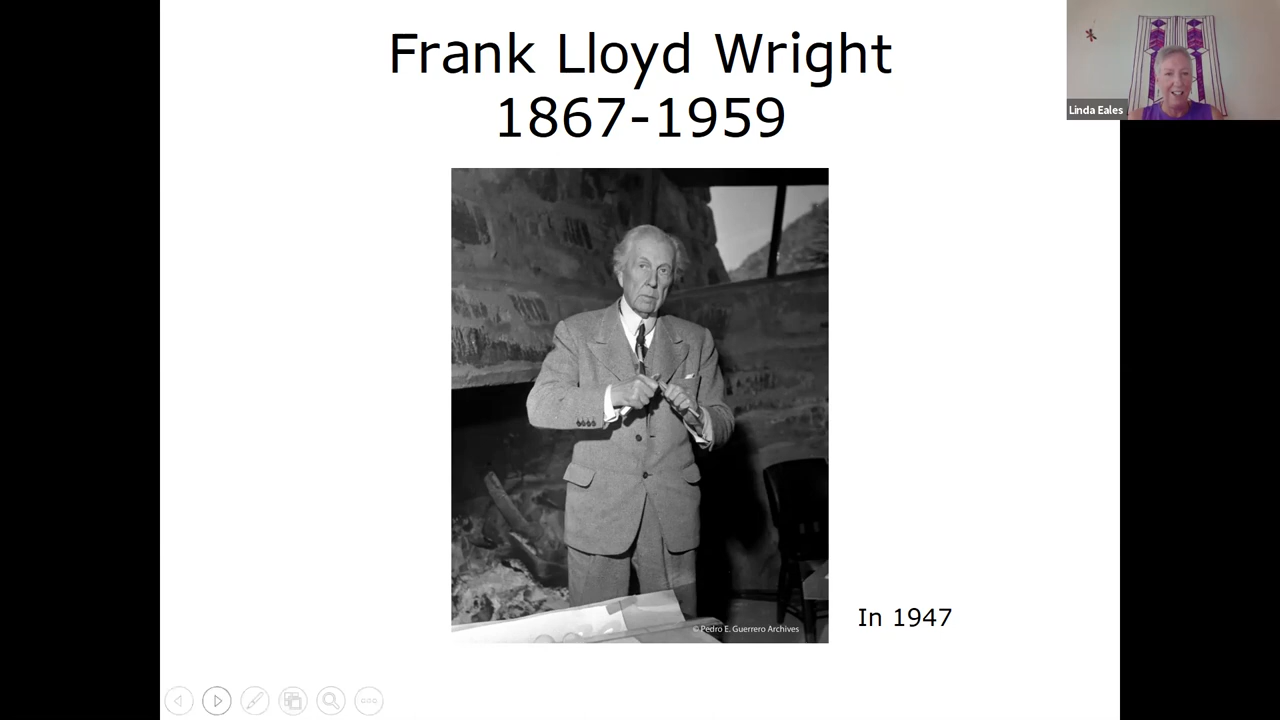 Frank Lloyd Wright
1867-1959
Linda Eales
© Pedro E. Guerrero Archives
In 1947